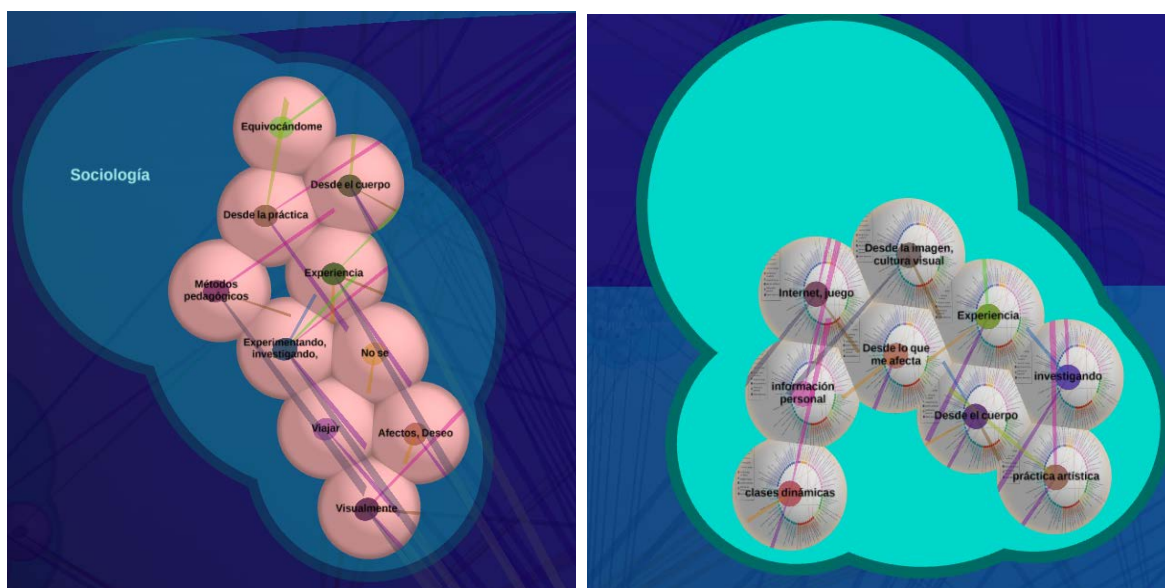 Sociología
Equivocándome
Desde el cuerpo
Desde la práctica
Experiencia
Métodos
pedagógicos
Experimentando,
investigando,
No se
Viajar
Afectos, Deseo
Visualmente
Desde la imagen,
cultura visual
Internet, juego
Experiencia
Desde lo que
me afecta
investigando
información
personal
Desde el cuerpo
práctica artística
clases dinámicas